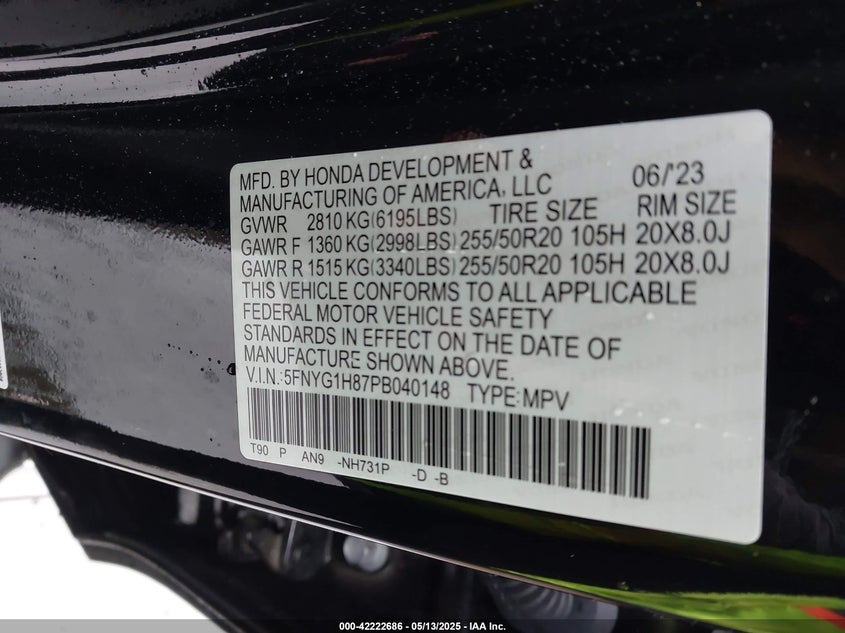 MFD. BY HONDA DEVELOPMENT &
MANUFACTURING OF AMERICA, LLC 06/'23
GVWR 2810 KG(6195LBS) TIRE SIZE RIM SIZE
GAWR F 1360 KG(2998LBS) 255/50R20 105H 20X8.0J
GAWR R 1515 KG(3340LBS) 255/50R20 105H 20X8.0J
THIS VEHICLE CONFORMS TO ALL APPLICABLE
FEDERAL MOTOR VEHICLE SAFETY
STANDARDS IN EFFECT ON THE DATE OF
MANUFACTURE SHOWN ABOVE.
V.I.N.:5FNYG1H87PB040148 TYPE:MPV
T90 P AN9 -NH731P -D -B
000-42222686 - 05/13/2025 - IAA Inc.